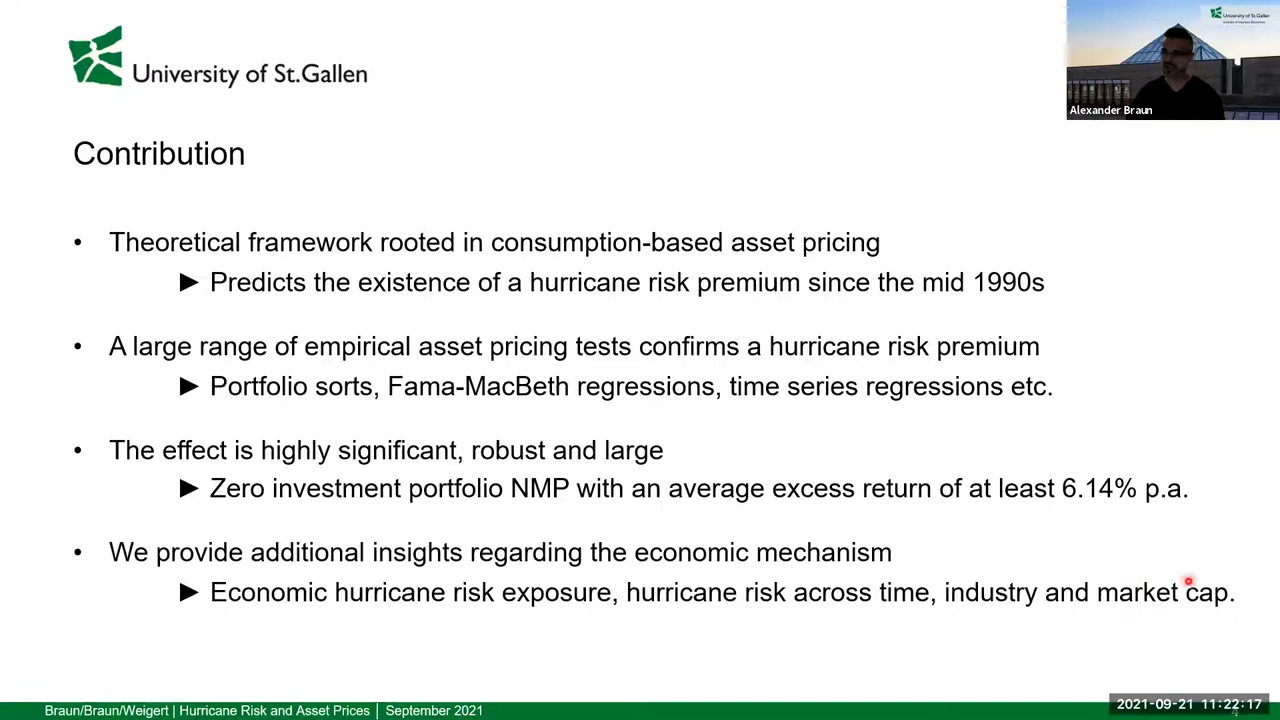 University of St.Gallen
University of St.Gallen
Alexander Braun
Contribution
• Theoretical framework rooted in consumption-based asset pricing
► Predicts the existence of a hurricane risk premium since the mid 1990s
• A large range of empirical asset pricing tests confirms a hurricane risk premium
► Portfolio sorts, Fama-MacBeth regressions, time series regressions etc.
• The effect is highly significant, robust and large
► Zero investment portfolio NMP with an average excess return of at least 6.14% p.a.
• We provide additional insights regarding the economic mechanism
► Economic hurricane risk exposure, hurricane risk across time, industry and market cap.
Braun/Braun/Weigert | Hurricane Risk and Asset Prices | September 2021
2021-09-21 11:22:17